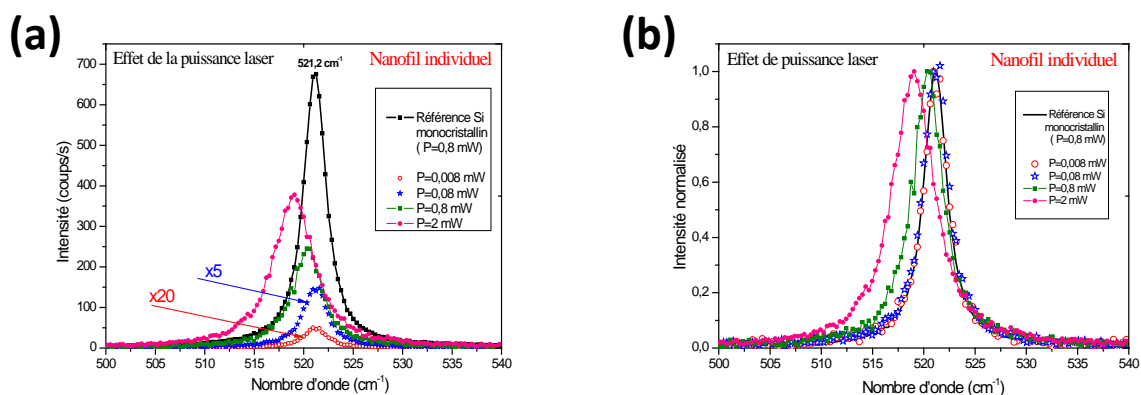 (a)
Effet de la puissance laser
521,2 cm⁻¹
Nanofil individuel
Référence Si
monocristallin
( P=0,8 mW)
P=0,008 mW
P=0,08 mW
P=0,8 mW
P=2 mW
x5
x20
Intensité (coups/s)
700
600
500
400
300
200
100
0
500 505 510 515 520 525 530 535 540
Nombre d'onde (cm⁻¹)
(b)
Effet de puissance laser
Nanofil individuel
Référence Si
monocristallin
( P=0,8 mW)
P=0,008 mW
P=0,08 mW
P=0,8 mW
P=2 mW
Intensité normalisé
1,0
0,8
0,6
0,4
0,2
0,0
500 505 510 515 520 525 530 535 540
Nombre d'onde (cm⁻¹)